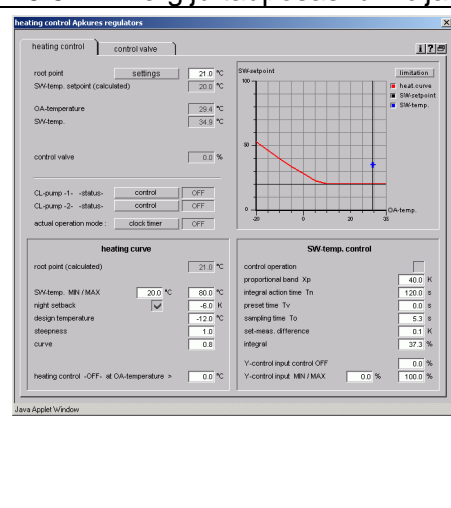 heating control Apkures regulators X
heating control
control valve
i ?
root point settings 21.0 °C
SW-temp. setpoint (calculated) 20.0 °C
OA-temperature 29.4 °C
SW-temp. 34.9 °C
control valve 0.0 %
CL-pump -1- -status- control OFF
CL-pump -2- -status- control OFF
actual operation mode : clock timer OFF
SW-setpoint
limitation
100
heat.curve
SW-setpoint
SW-temp.
50
0
-20 0 20 35
OA-temp.
heating curve
root point (calculated) 21.0 °C
SW-temp. MIN / MAX 20.0 °C 80.0 °C
night setback -6.0 K
design temperature -12.0 °C
steepness 1.0
curve 0.8
heating control -OFF- at OA-temperature > 0.0 °C
SW-temp. control
control operation
proportional band Xp 40.0 K
integral action time Tn 120.0 s
preset time Tv 0.0 s
sampling time To 5.3 s
set-meas. difference 0.1 K
integral 37.3 %
Y-control input control OFF 0.0 %
Y-control input MIN / MAX 0.0 % 100.0 %
Java Applet Window